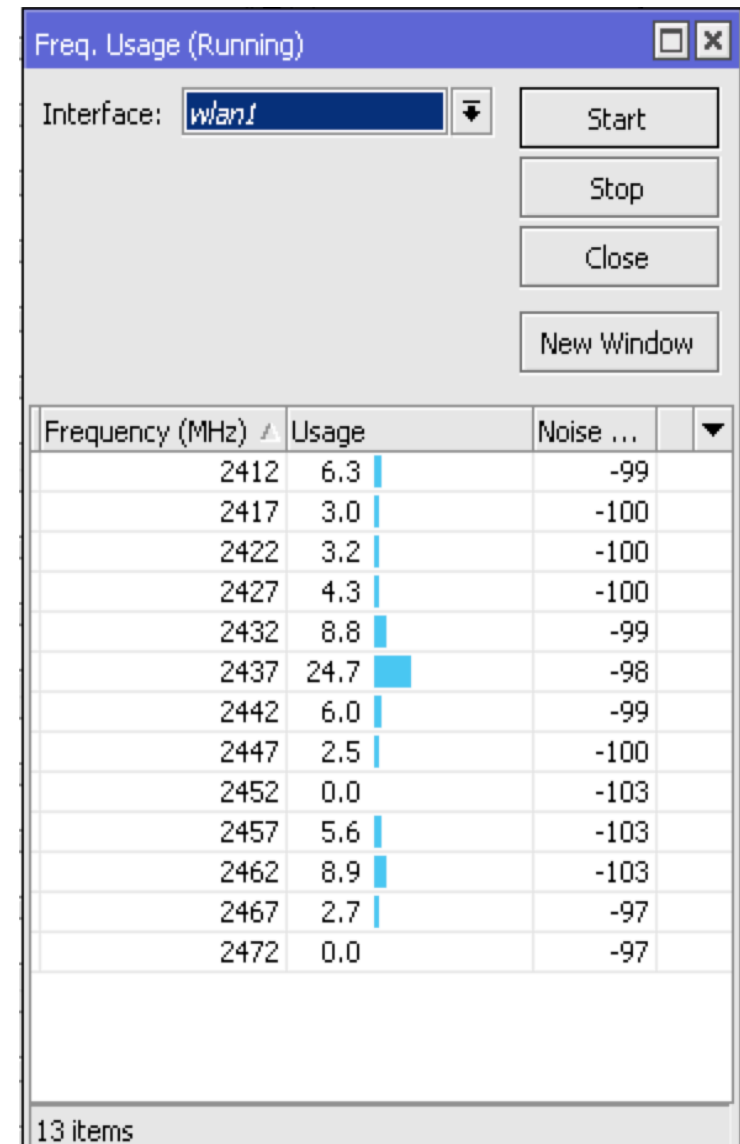 Freq. Usage (Running)
Interface: wlan1
Start
Stop
Close
New Window
Frequency (MHz) Usage Noise ...
2412 6.3 -99
2417 3.0 -100
2422 3.2 -100
2427 4.3 -100
2432 8.8 -99
2437 24.7 -98
2442 6.0 -99
2447 2.5 -100
2452 0.0 -103
2457 5.6 -103
2462 8.9 -103
2467 2.7 -97
2472 0.0 -97
13 items